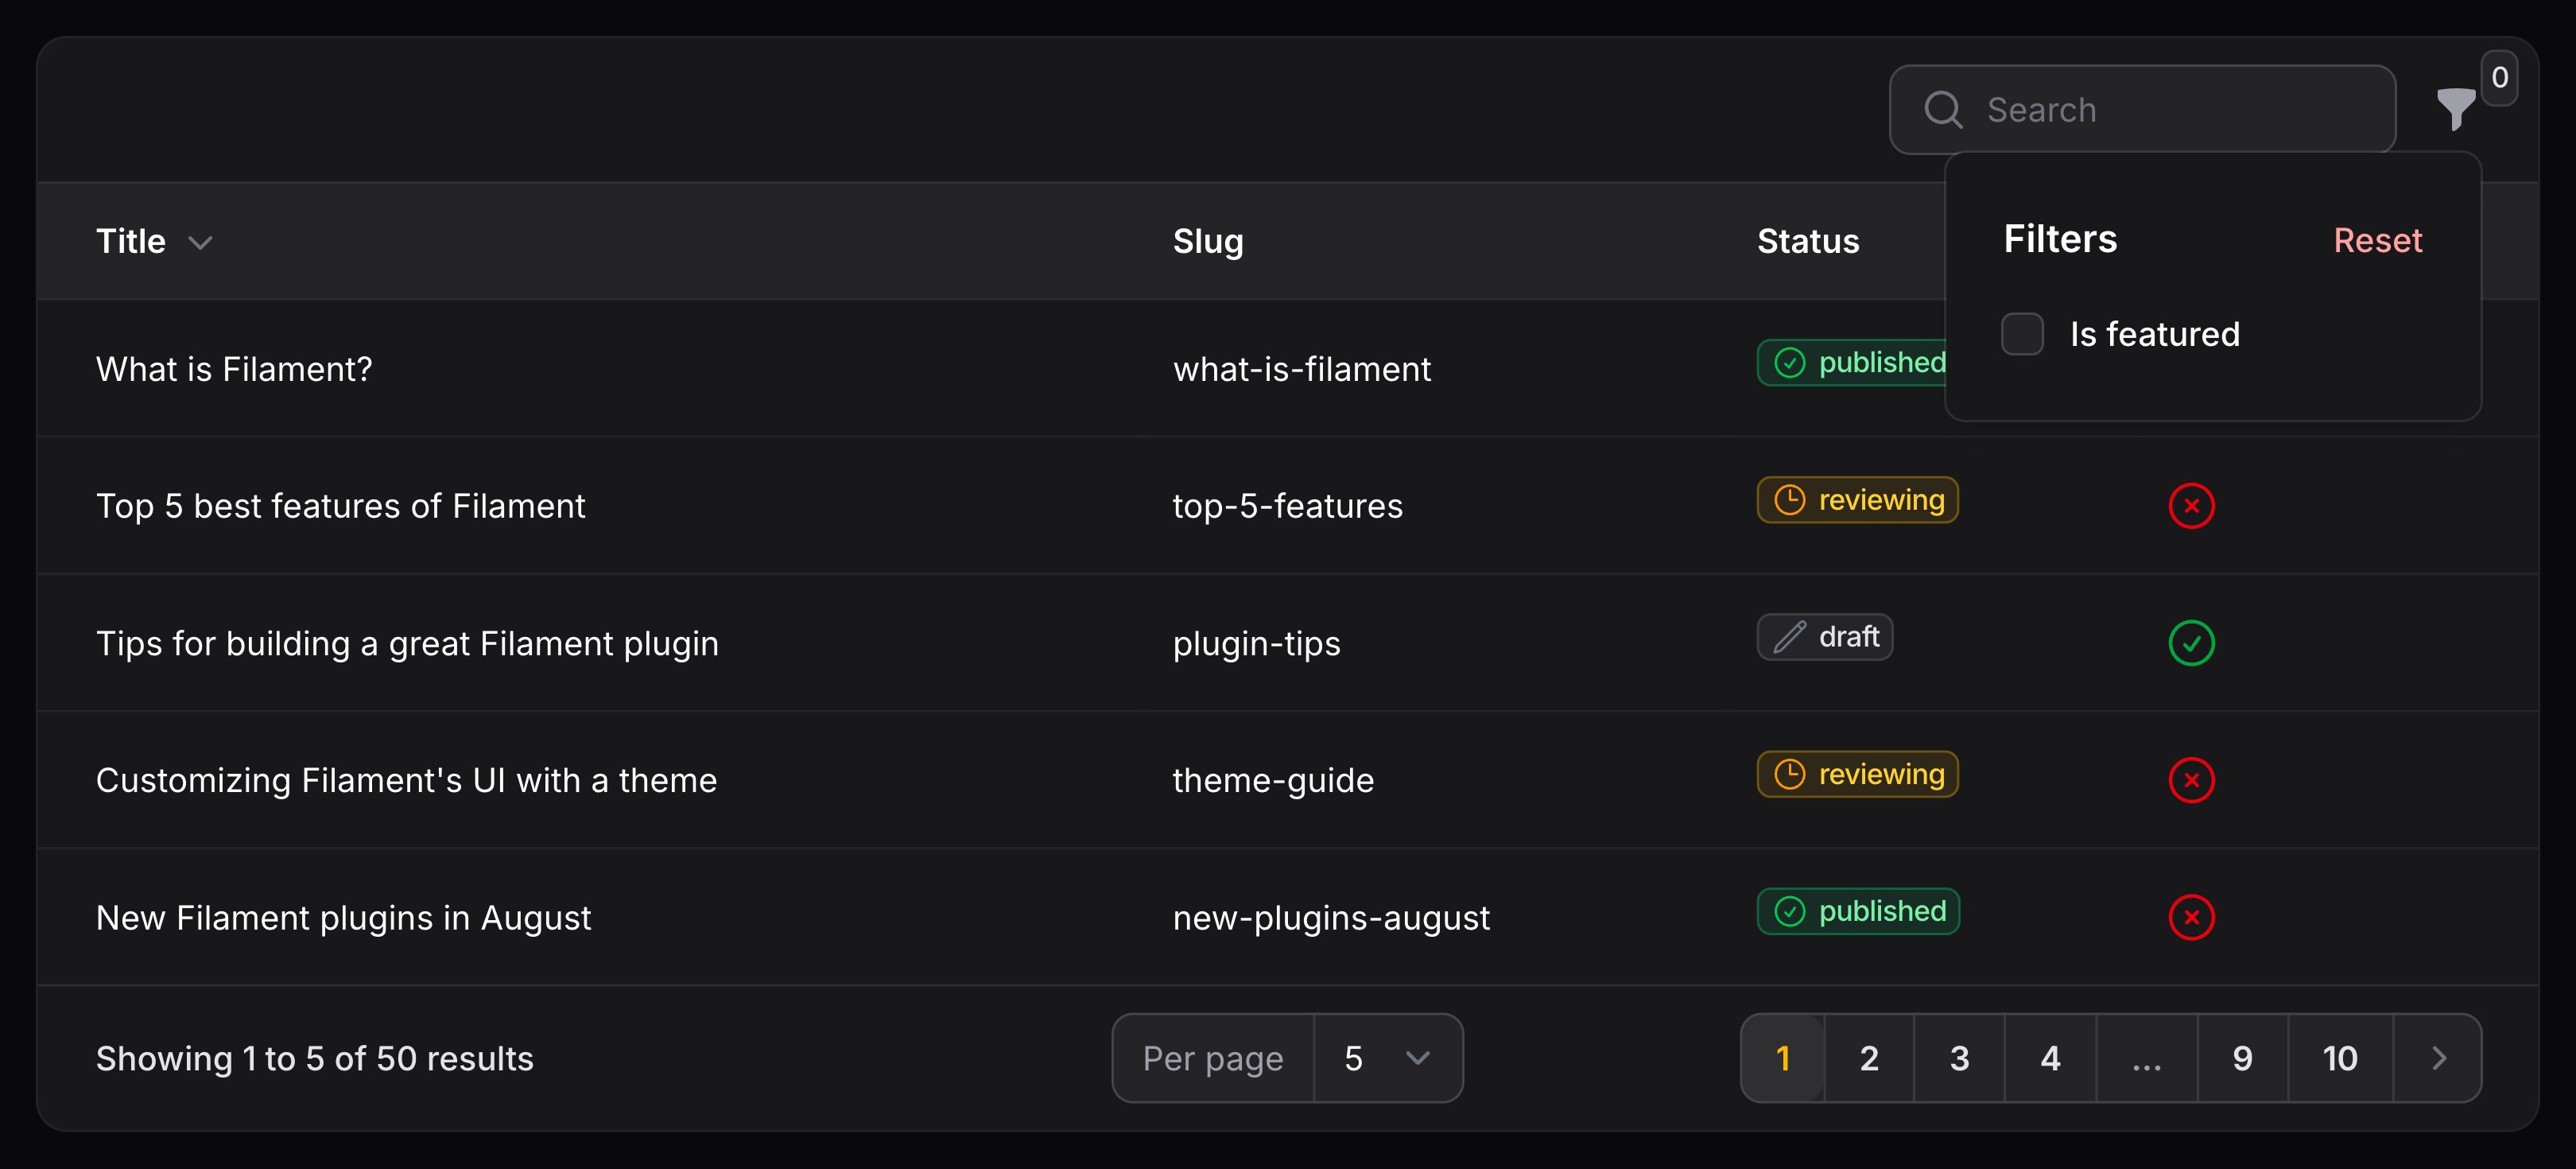 Search
0
Title Slug Status
Filters Reset
Is featured
What is Filament? what-is-filament published
Top 5 best features of Filament top-5-features reviewing
Tips for building a great Filament plugin plugin-tips draft
Customizing Filament's UI with a theme theme-guide reviewing
New Filament plugins in August new-plugins-august published
Showing 1 to 5 of 50 results Per page 5 1 2 3 4 ... 9 10